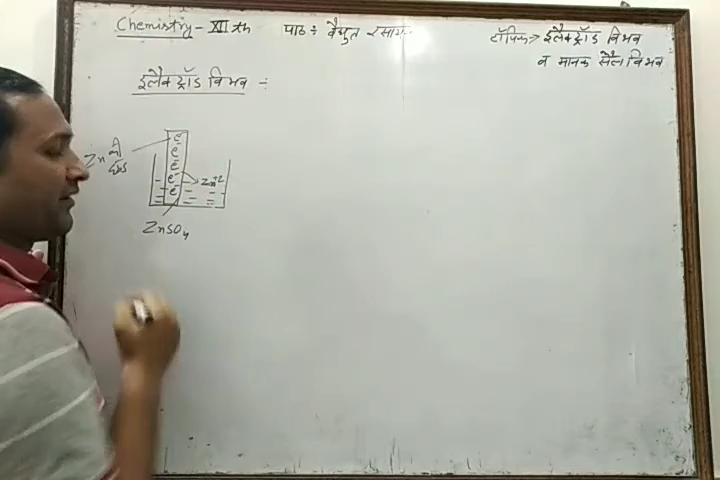 Chemistry - XII th पाठ ÷ वैद्युत रसायन टॉपिक → इलैक्ट्रॉड विभव
व मानक सैल विभव
इलैक्ट्रॉड विभव ÷
Zn की छड़
e⁻
e⁻
e⁻
e⁻
e⁻
Zn⁺²
ZnSO₄